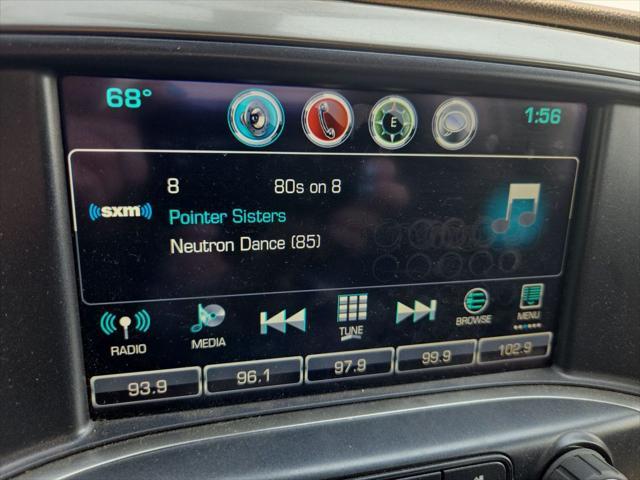 68°
E
1:56
8 80s on 8
((sxm))
Pointer Sisters
Neutron Dance (85)
RADIO MEDIA TUNE BROWSE MENU
93.9 96.1 97.9 99.9 102.9